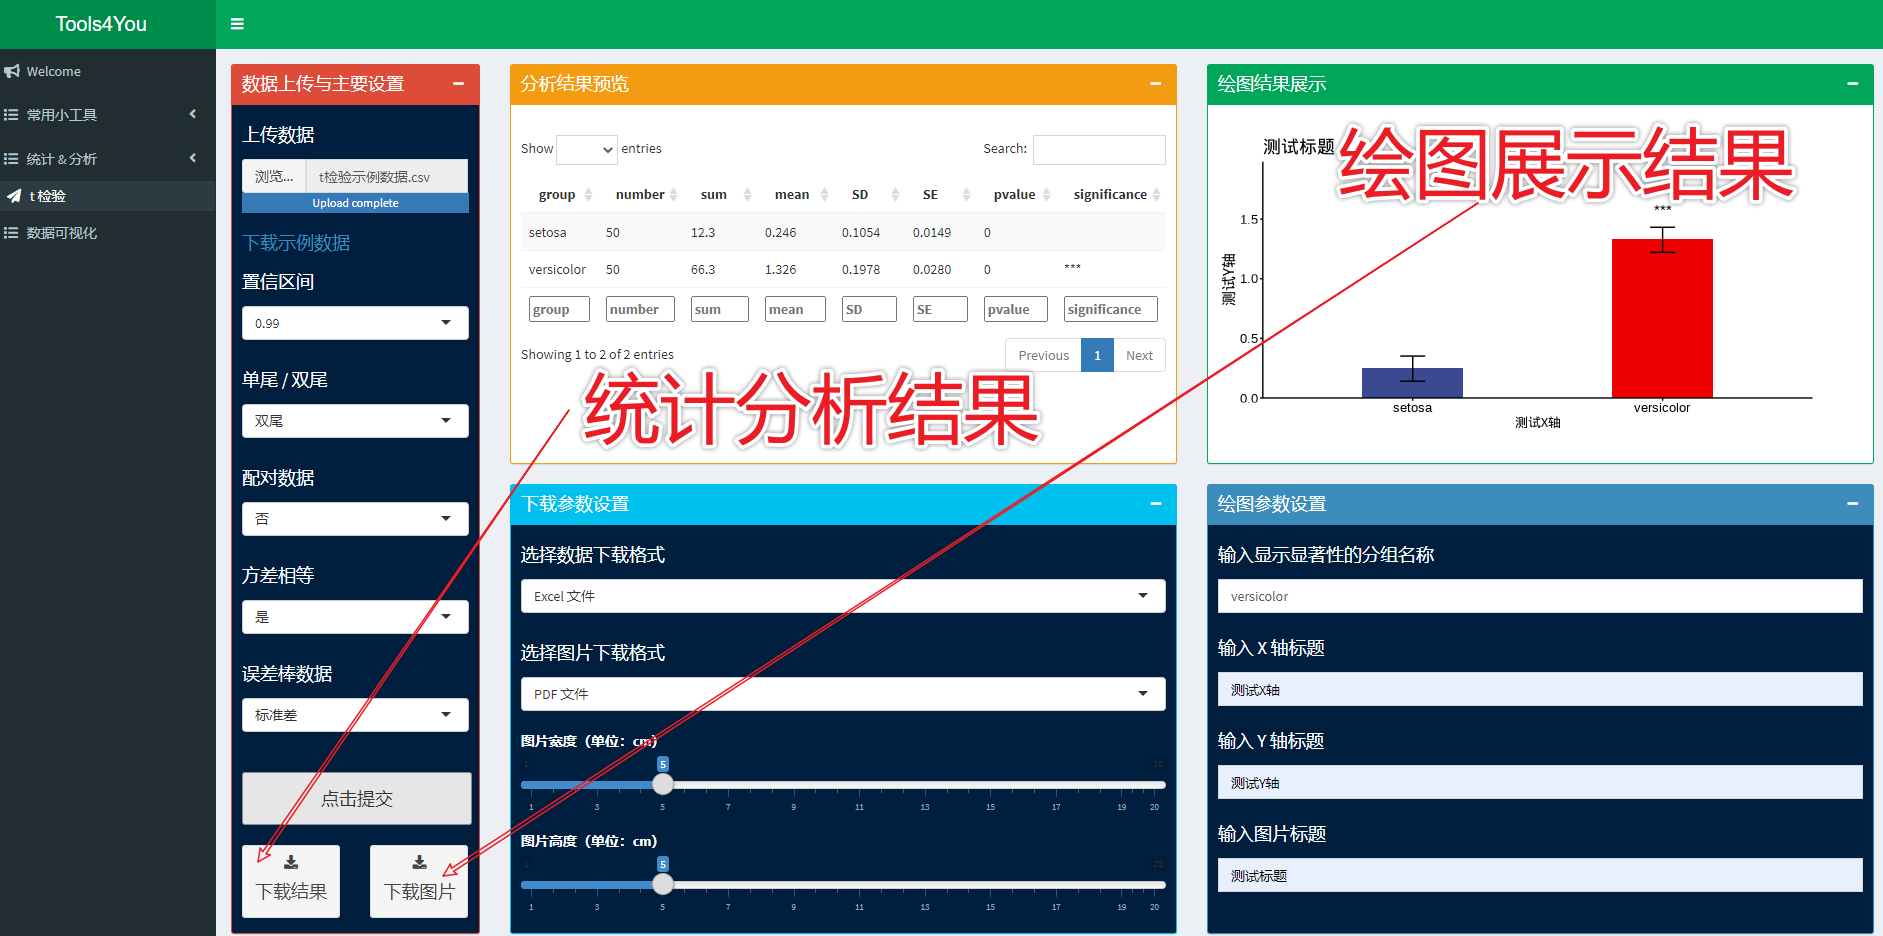 Tools4You
Welcome
常用小工具
统计 & 分析
t 检验
数据可视化
数据上传与主要设置
上传数据
浏览... t检验示例数据.csv
Upload complete
下载示例数据
置信区间
0.99
单尾 / 双尾
双尾
配对数据
否
方差相等
是
误差棒数据
标准差
点击提交
下载结果 下载图片
分析结果预览
Show entries Search:
group number sum mean SD SE pvalue significance
setosa 50 12.3 0.246 0.1054 0.0149 0
versicolor 50 66.3 1.326 0.1978 0.0280 0 ***
group number sum mean SD SE pvalue significance
Showing 1 to 2 of 2 entries Previous 1 Next
统计分析结果
下载参数设置
选择数据下载格式
Excel 文件
选择图片下载格式
PDF 文件
图片宽度（单位：cm）
1 5 20
1 3 5 7 9 11 13 15 17 19 20
图片高度（单位：cm）
1 5 20
1 3 5 7 9 11 13 15 17 19 20
绘图结果展示
测试标题
绘图展示结果
***
1.5
1.0
0.5
0.0
测试Y轴
setosa versicolor
测试X轴
绘图参数设置
输入显示显著性的分组名称
versicolor
输入 X 轴标题
测试X轴
输入 Y 轴标题
测试Y轴
输入图片标题
测试标题